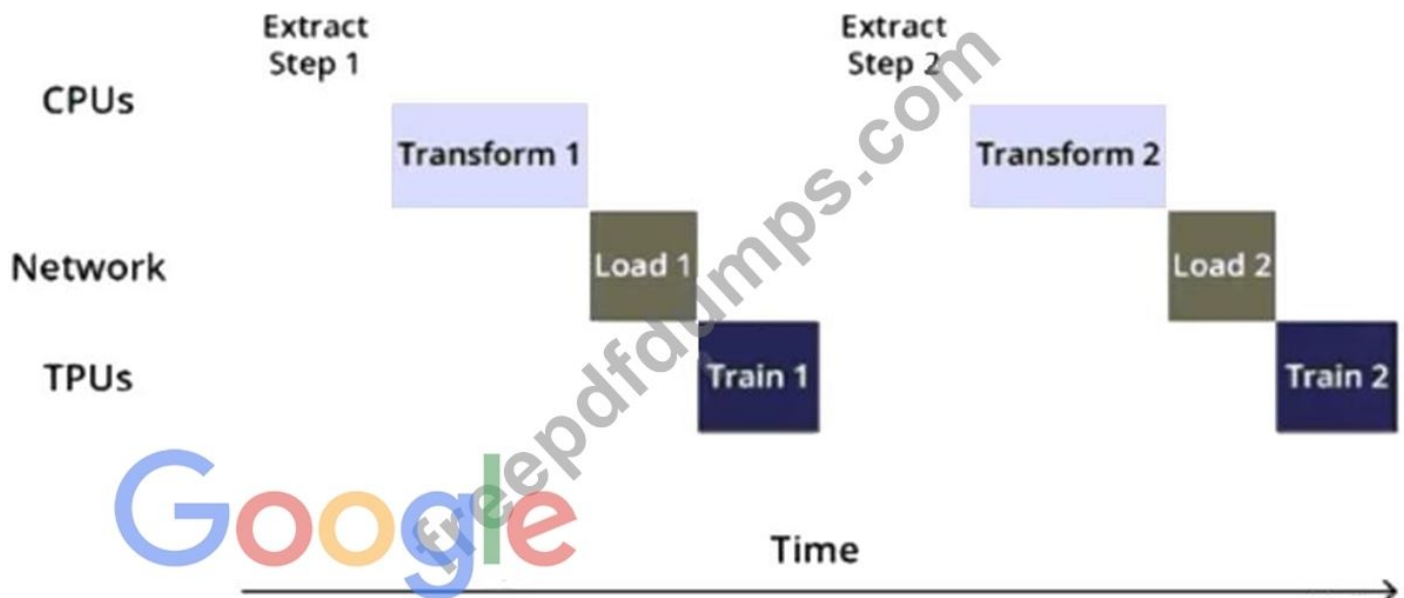 Extract
Step 1
Extract
Step 2
CPUs
Transform 1
Transform 2
Network
Load 1
Load 2
TPUs
Train 1
Train 2
Google
Time
freepdfdumps.com